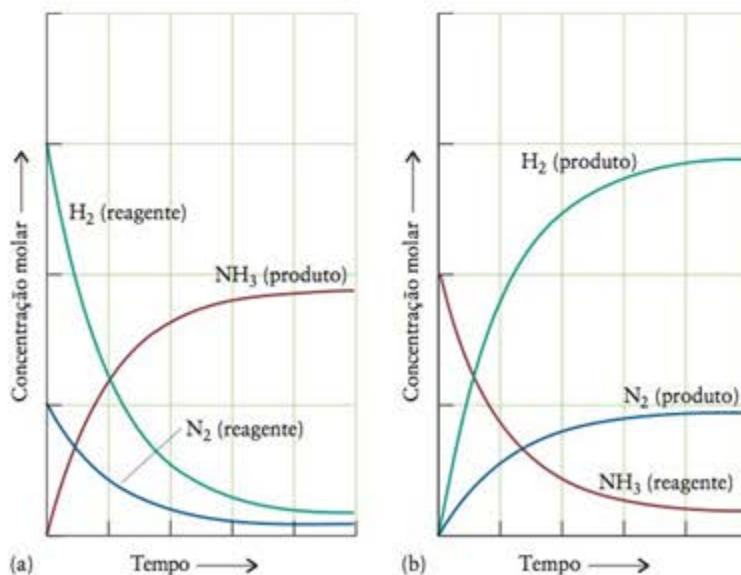 Concentração molar
H₂ (reagente)
NH₃ (produto)
N₂ (reagente)
(a) Tempo
Concentração molar
H₂ (produto)
N₂ (produto)
NH₃ (reagente)
(b) Tempo